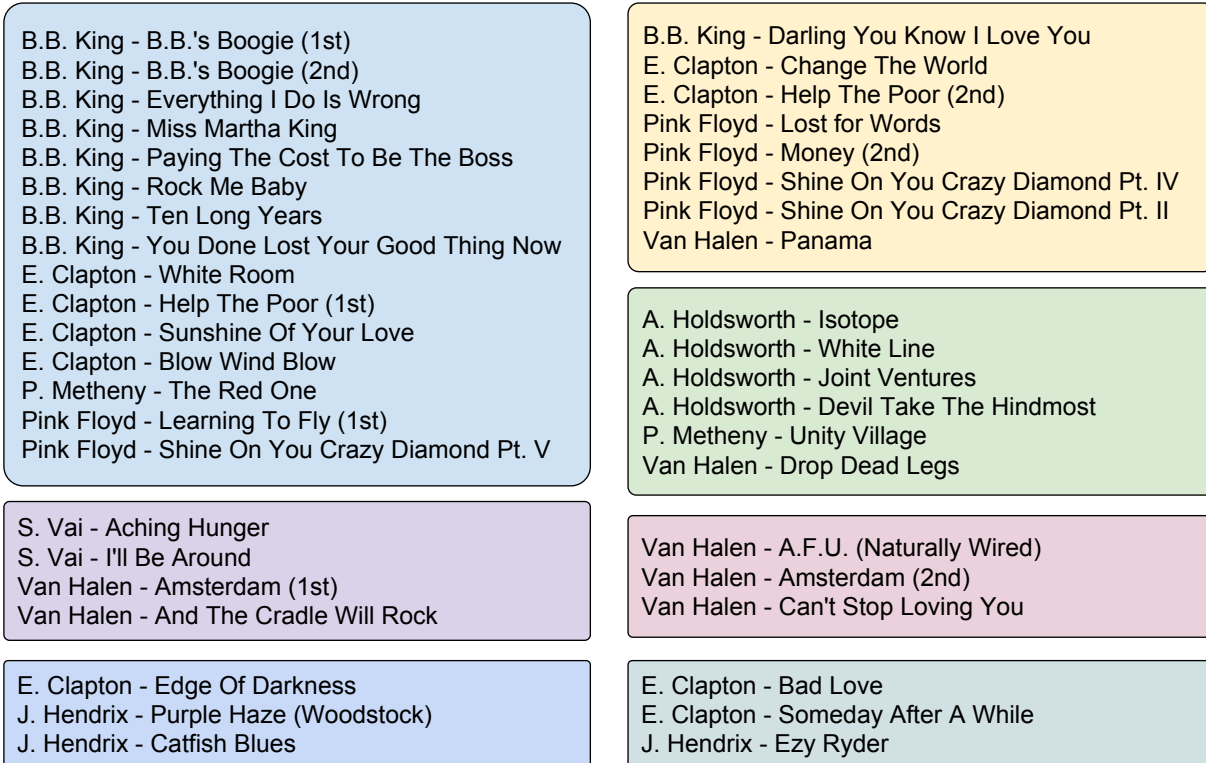 B.B. King - B.B.'s Boogie (1st)
B.B. King - B.B.'s Boogie (2nd)
B.B. King - Everything I Do Is Wrong
B.B. King - Miss Martha King
B.B. King - Paying The Cost To Be The Boss
B.B. King - Rock Me Baby
B.B. King - Ten Long Years
B.B. King - You Done Lost Your Good Thing Now
E. Clapton - White Room
E. Clapton - Help The Poor (1st)
E. Clapton - Sunshine Of Your Love
E. Clapton - Blow Wind Blow
P. Metheny - The Red One
Pink Floyd - Learning To Fly (1st)
Pink Floyd - Shine On You Crazy Diamond Pt. V
B.B. King - Darling You Know I Love You
E. Clapton - Change The World
E. Clapton - Help The Poor (2nd)
Pink Floyd - Lost for Words
Pink Floyd - Money (2nd)
Pink Floyd - Shine On You Crazy Diamond Pt. IV
Pink Floyd - Shine On You Crazy Diamond Pt. II
Van Halen - Panama
A. Holdsworth - Isotope
A. Holdsworth - White Line
A. Holdsworth - Joint Ventures
A. Holdsworth - Devil Take The Hindmost
P. Metheny - Unity Village
Van Halen - Drop Dead Legs
S. Vai - Aching Hunger
S. Vai - I'll Be Around
Van Halen - Amsterdam (1st)
Van Halen - And The Cradle Will Rock
Van Halen - A.F.U. (Naturally Wired)
Van Halen - Amsterdam (2nd)
Van Halen - Can't Stop Loving You
E. Clapton - Edge Of Darkness
J. Hendrix - Purple Haze (Woodstock)
J. Hendrix - Catfish Blues
E. Clapton - Bad Love
E. Clapton - Someday After A While
J. Hendrix - Ezy Ryder